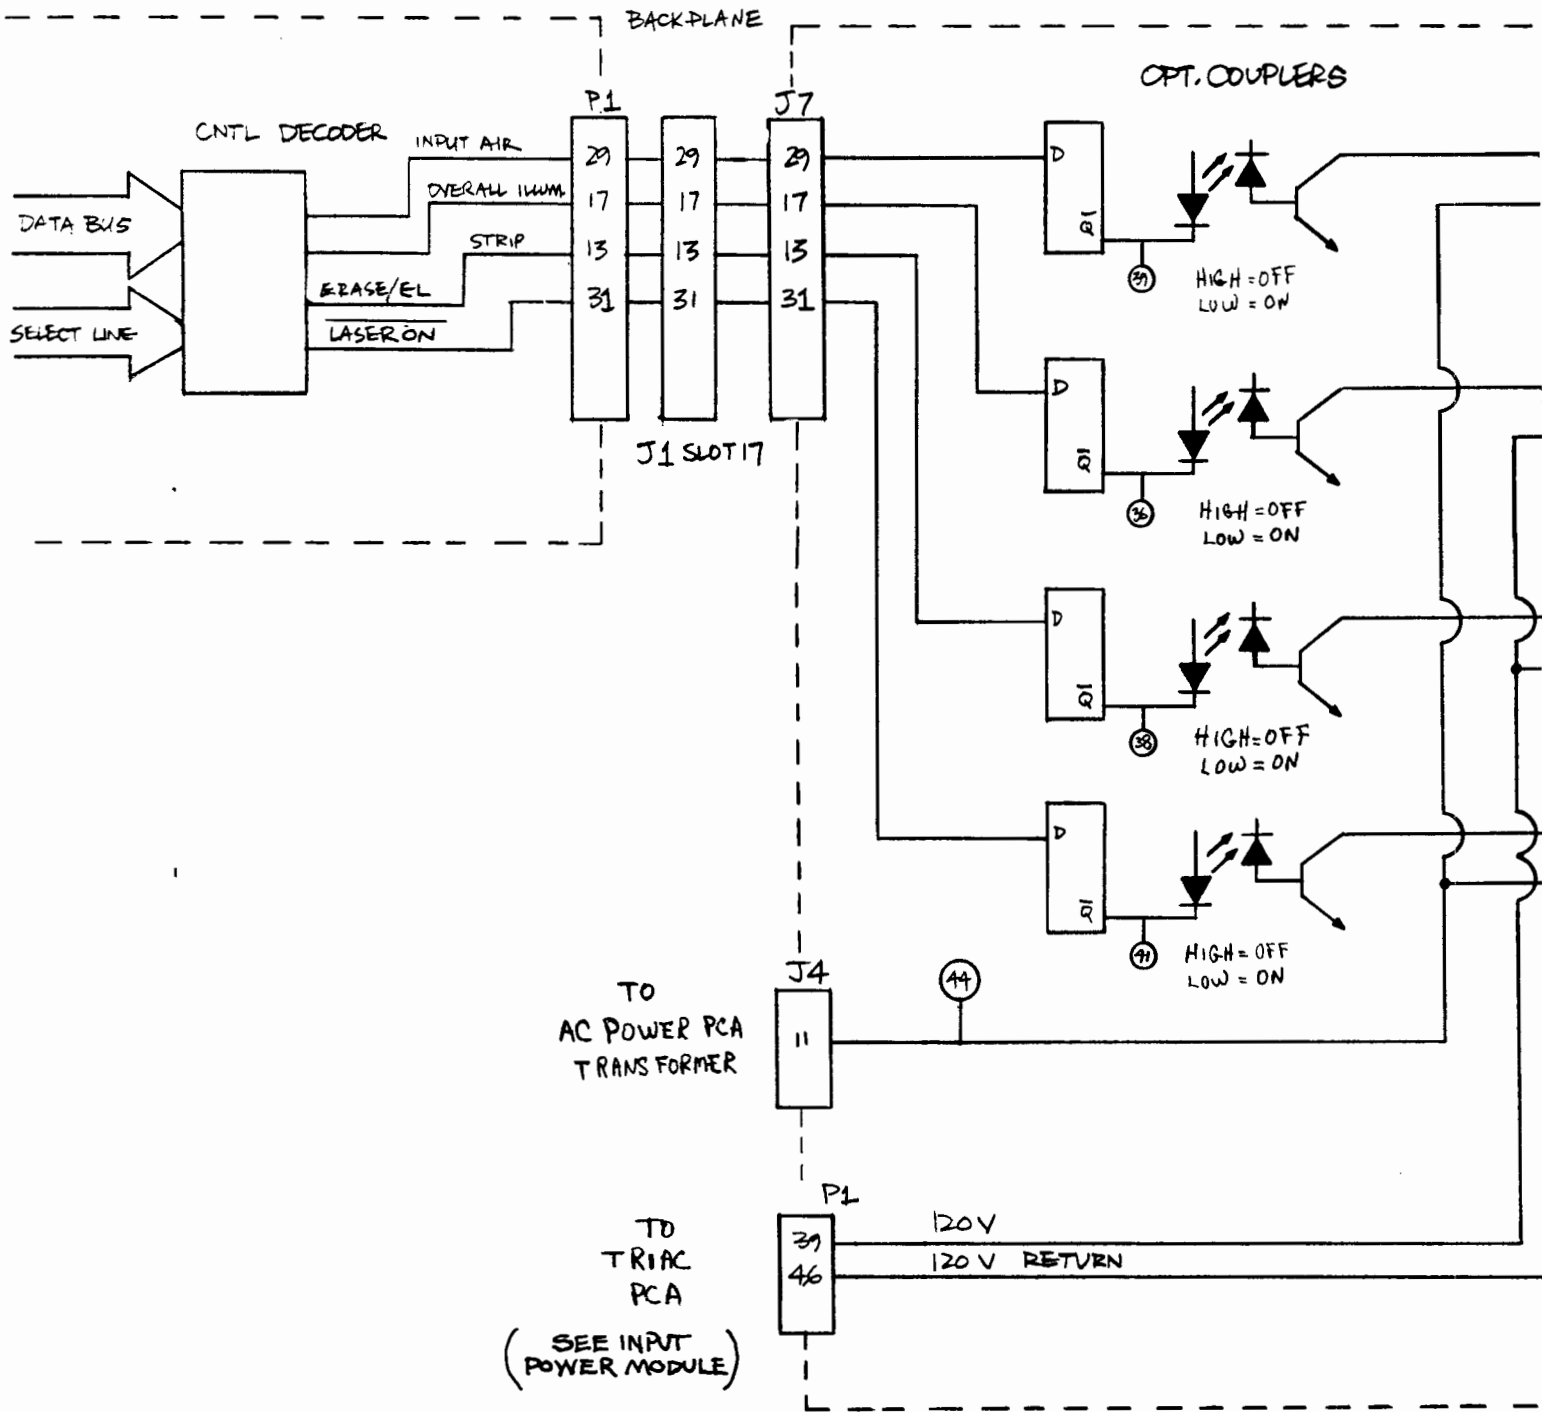 BACKPLANE
OPT. COUPLERS
P1
J7
CNTL DECODER
INPUT AIR
29
29
29
D
OVERALL ILLUM
17
17
17
DATA BUS
STRIP
13
13
13
Q
39
HIGH = OFF
LOW = ON
ERASE/EL
31
31
31
SELECT LINE
LASER ON
D
J1 SLOT 17
Q
36
HIGH = OFF
LOW = ON
D
Q
38
HIGH = OFF
LOW = ON
D
Q
41
HIGH = OFF
LOW = ON
J4
44
TO
AC POWER PCA
TRANSFORMER
11
P1
TO
TRIAC
PCA
39
120 V
46
120 V RETURN
(SEE INPUT
POWER MODULE)